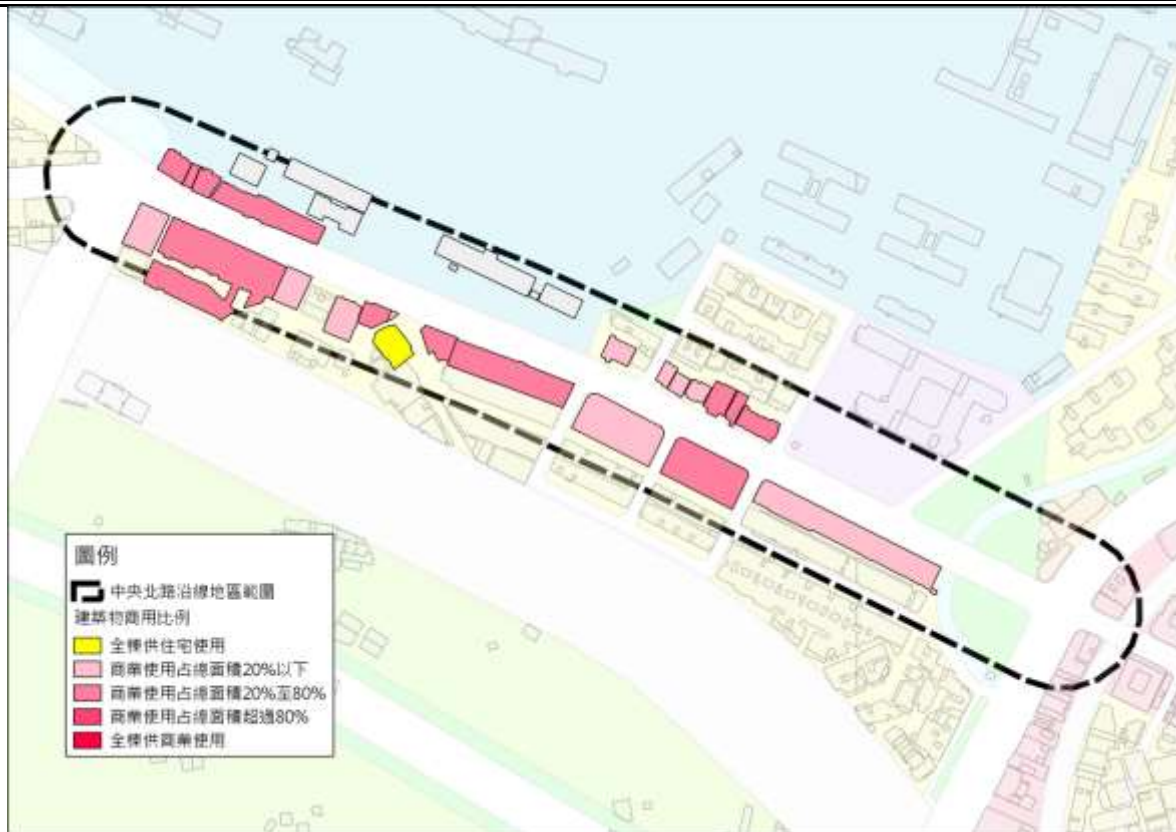 圖例
中央北路沿線地區範圍
建築物商用比例
全棟供住宅使用
商業使用占總面積20%以下
商業使用占總面積20%至80%
商業使用占總面積超過80%
全棟供商業使用